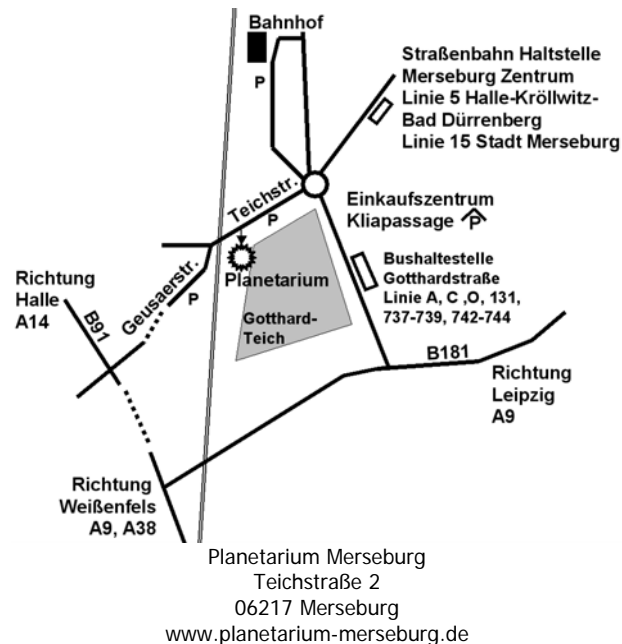 Bahnhof
P
Straßenbahn Haltstelle
Merseburg Zentrum
Linie 5 Halle-Kröllwitz-
Bad Dürrenberg
Linie 15 Stadt Merseburg
Teichstr.
P
Einkaufszentrum
Kliapassage P
Bushaltestelle
Gotthardstraße
Linie A, C ,O, 131,
737-739, 742-744
Planetarium
Gotthard-
Teich
Geusaerstr.
P
Richtung
Halle
A14
B91
B181
Richtung
Leipzig
A9
Richtung
Weißenfels
A9, A38
Planetarium Merseburg
Teichstraße 2
06217 Merseburg
www.planetarium-merseburg.de